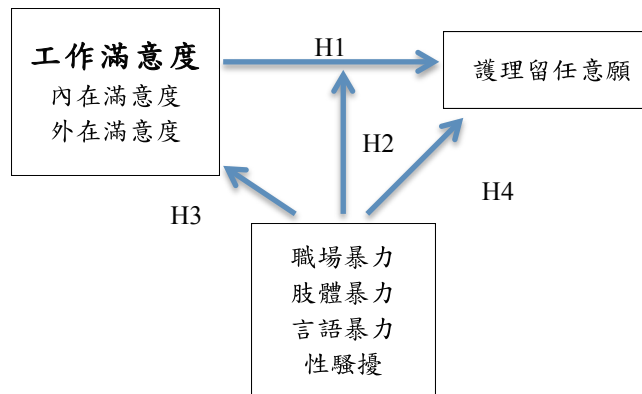 工作滿意度
內在滿意度
外在滿意度
H1
護理留任意願
H2
H3
H4
職場暴力
肢體暴力
言語暴力
性騷擾